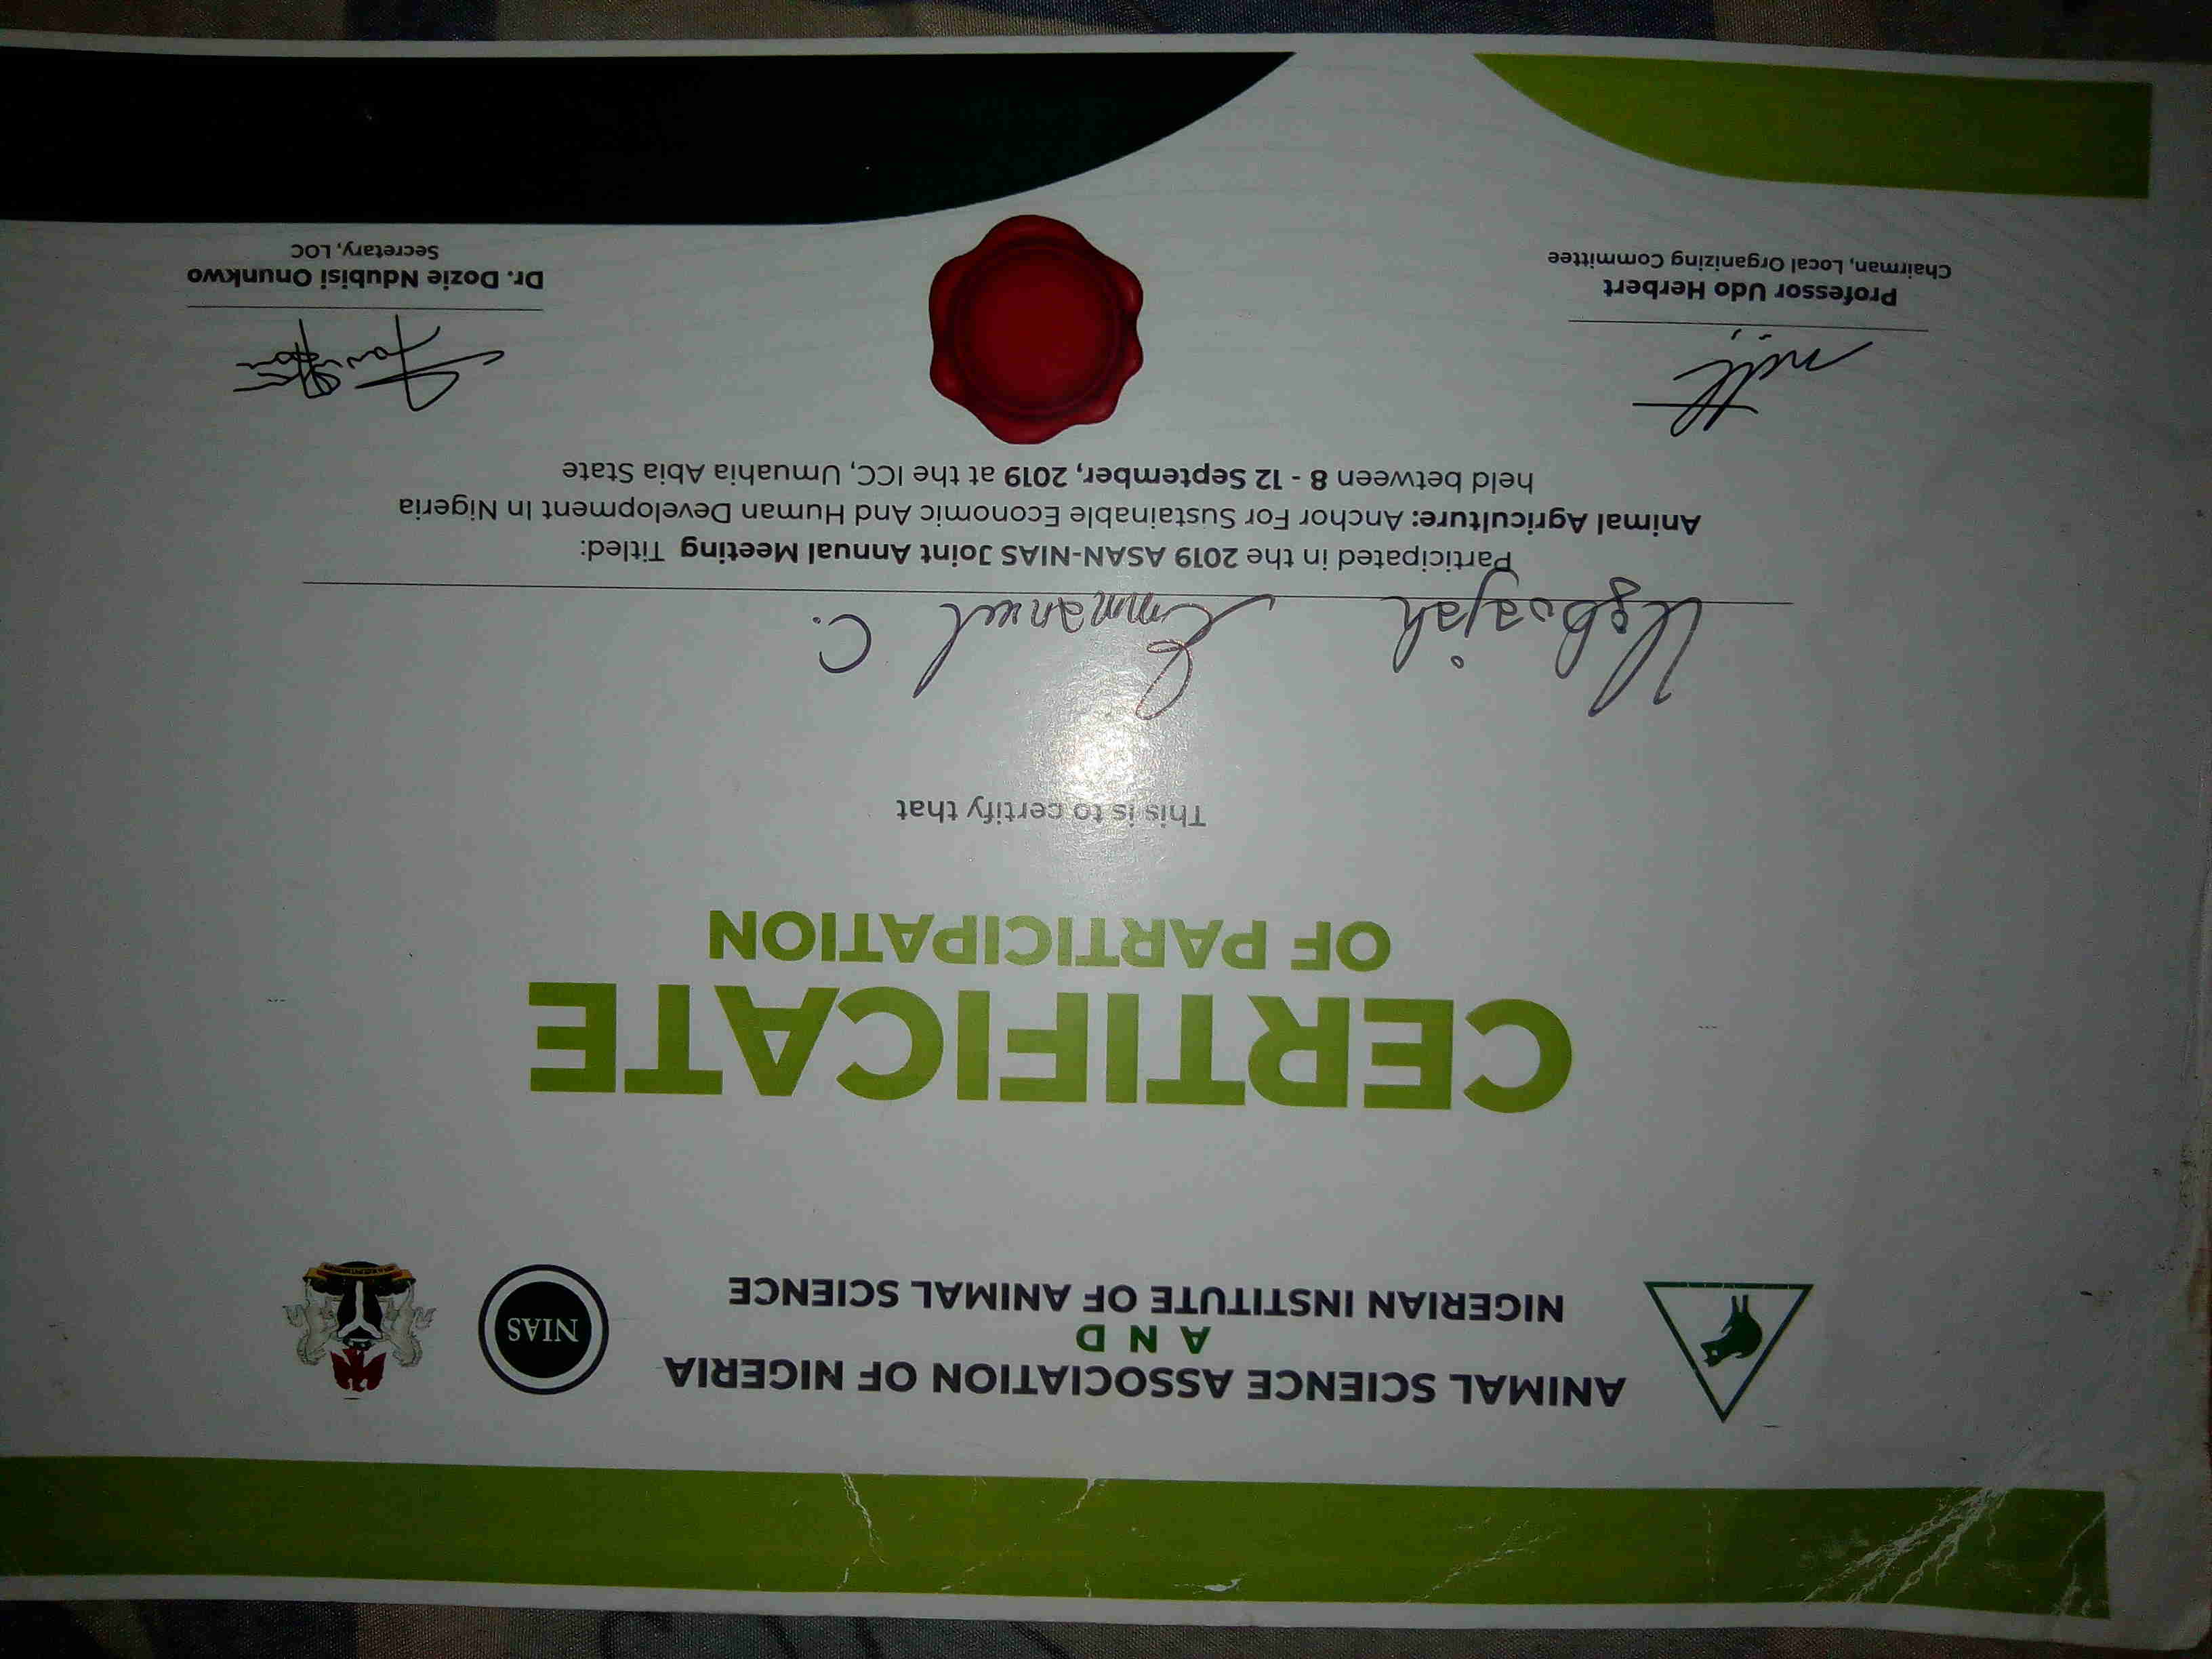 ANIMAL SCIENCE ASSOCIATION OF NIGERIA
AND
NIGERIAN INSTITUTE OF ANIMAL SCIENCE
NIAS
CERTIFICATE
OF PARTICIPATION
This is to certify that
Ugboajah Emmanuel C.
Participated in the 2019 ASAN-NIAS Joint Annual Meeting Titled:
Animal Agriculture: Anchor For Sustainable Economic And Human Development In Nigeria
held between 8 - 12 September, 2019 at the ICC, Umuahia Abia State
Professor Udo Herbert
Chairman, Local Organizing Committee
Dr. Dozie Ndubisi Onunkwo
Secretary, LOC